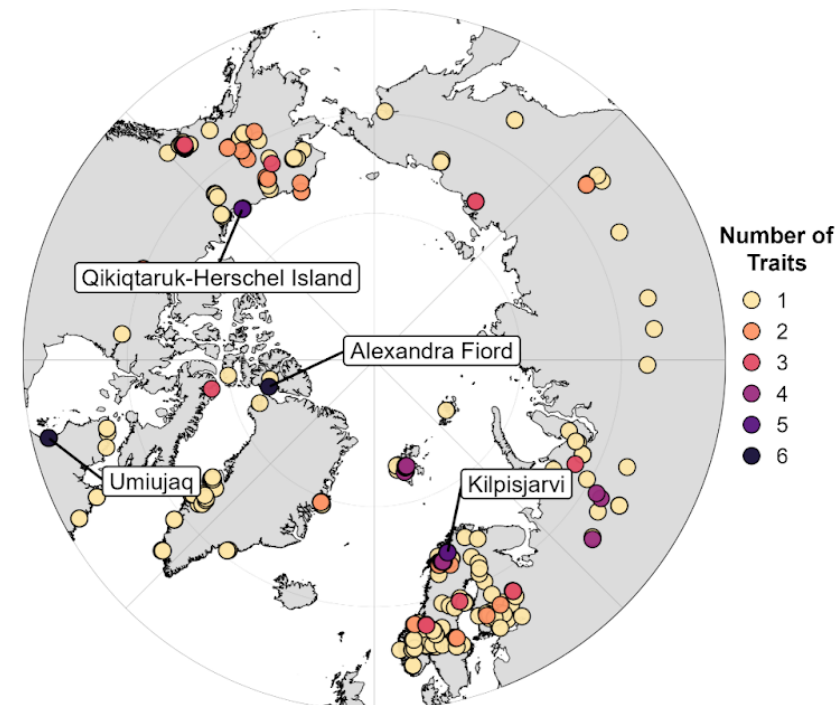 Qikiqtaruk-Herschel Island
Alexandra Fiord
Umiujaq
Kilpisjarvi
Number of
Traits
1
2
3
4
5
6